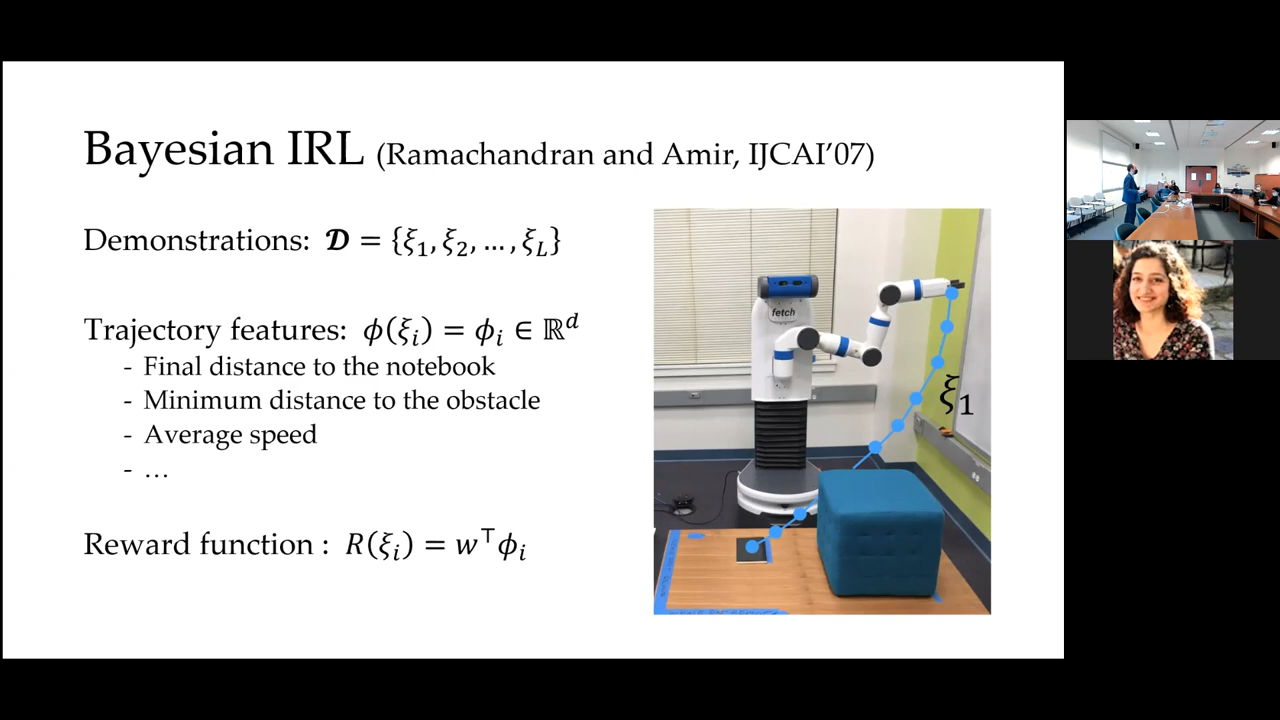 Bayesian IRL (Ramachandran and Amir, IJCAI’07)
Demonstrations: 𝓓 = {ξ₁, ξ₂, …, ξ_L}
Trajectory features: ϕ(ξᵢ) = ϕᵢ ∈ ℝᵈ
- Final distance to the notebook
- Minimum distance to the obstacle
- Average speed
- …
Reward function : R(ξᵢ) = w⊤ϕᵢ
fetch
ξ₁